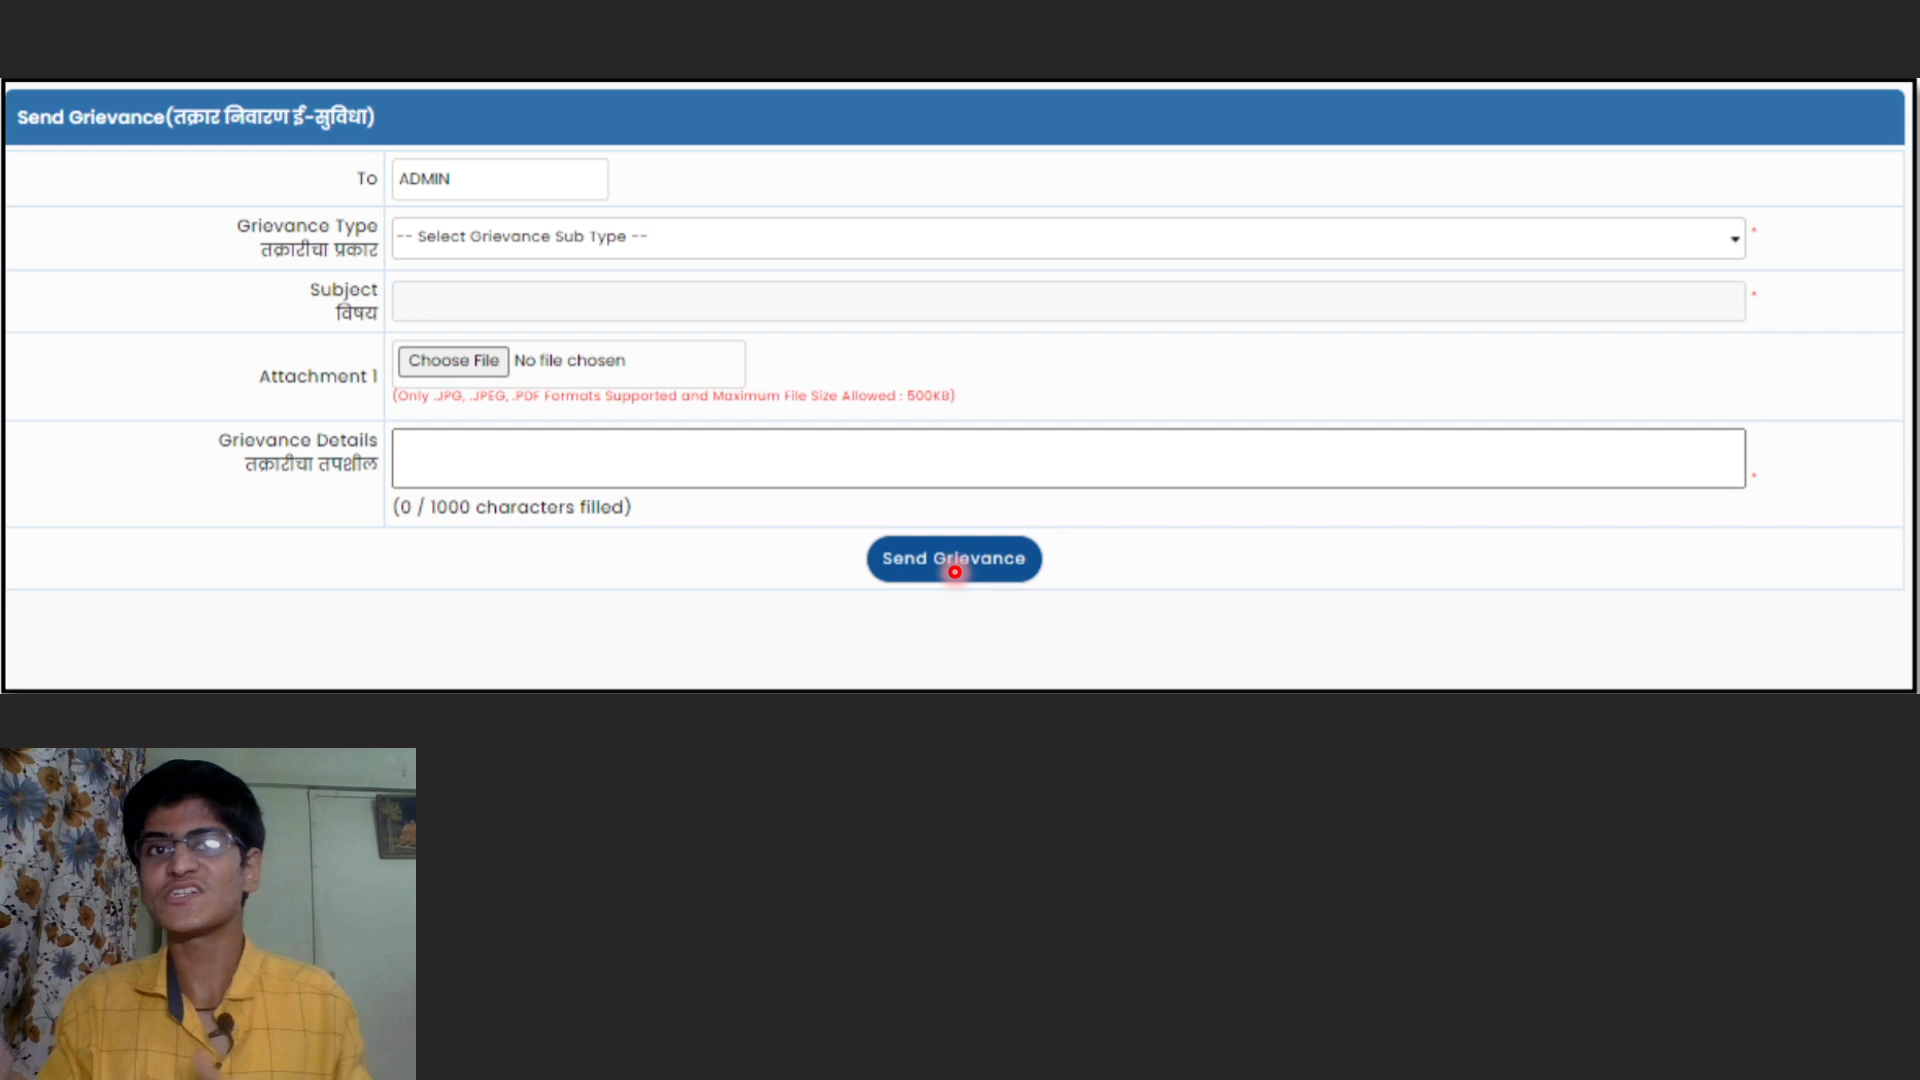 Send Grievance(तक्रार निवारण ई-सुविधा)
To
ADMIN
Grievance Type
तक्रारीचा प्रकार
-- Select Grievance Sub Type --
*
Subject
विषय
*
Attachment 1
Choose File No file chosen
(Only .JPG, .JPEG, .PDF Formats Supported and Maximum File Size Allowed : 500KB)
Grievance Details
तक्रारीचा तपशील
*
(0 / 1000 characters filled)
Send Grievance